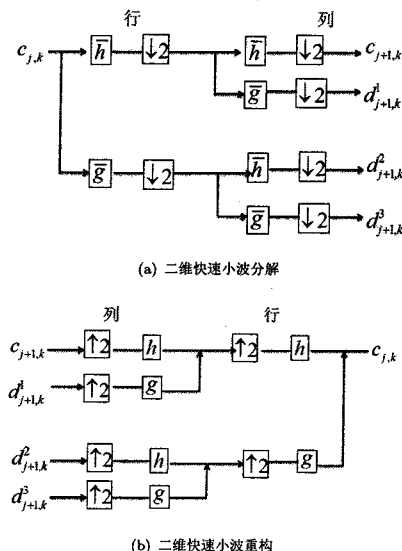 行 列
c_{j,k} h̅ ↓2 h̅ ↓2 c_{j+1,k}
g̅ ↓2 d^1_{j+1,k}
g̅ ↓2 h̅ ↓2 d^2_{j+1,k}
g̅ ↓2 d^3_{j+1,k}
(a) 二维快速小波分解
列 行
c_{j+1,k} ↑2 h ↑2 h c_{j,k}
d^1_{j+1,k} ↑2 g
d^2_{j+1,k} ↑2 h ↑2 g
d^3_{j+1,k} ↑2 g
(b) 二维快速小波重构